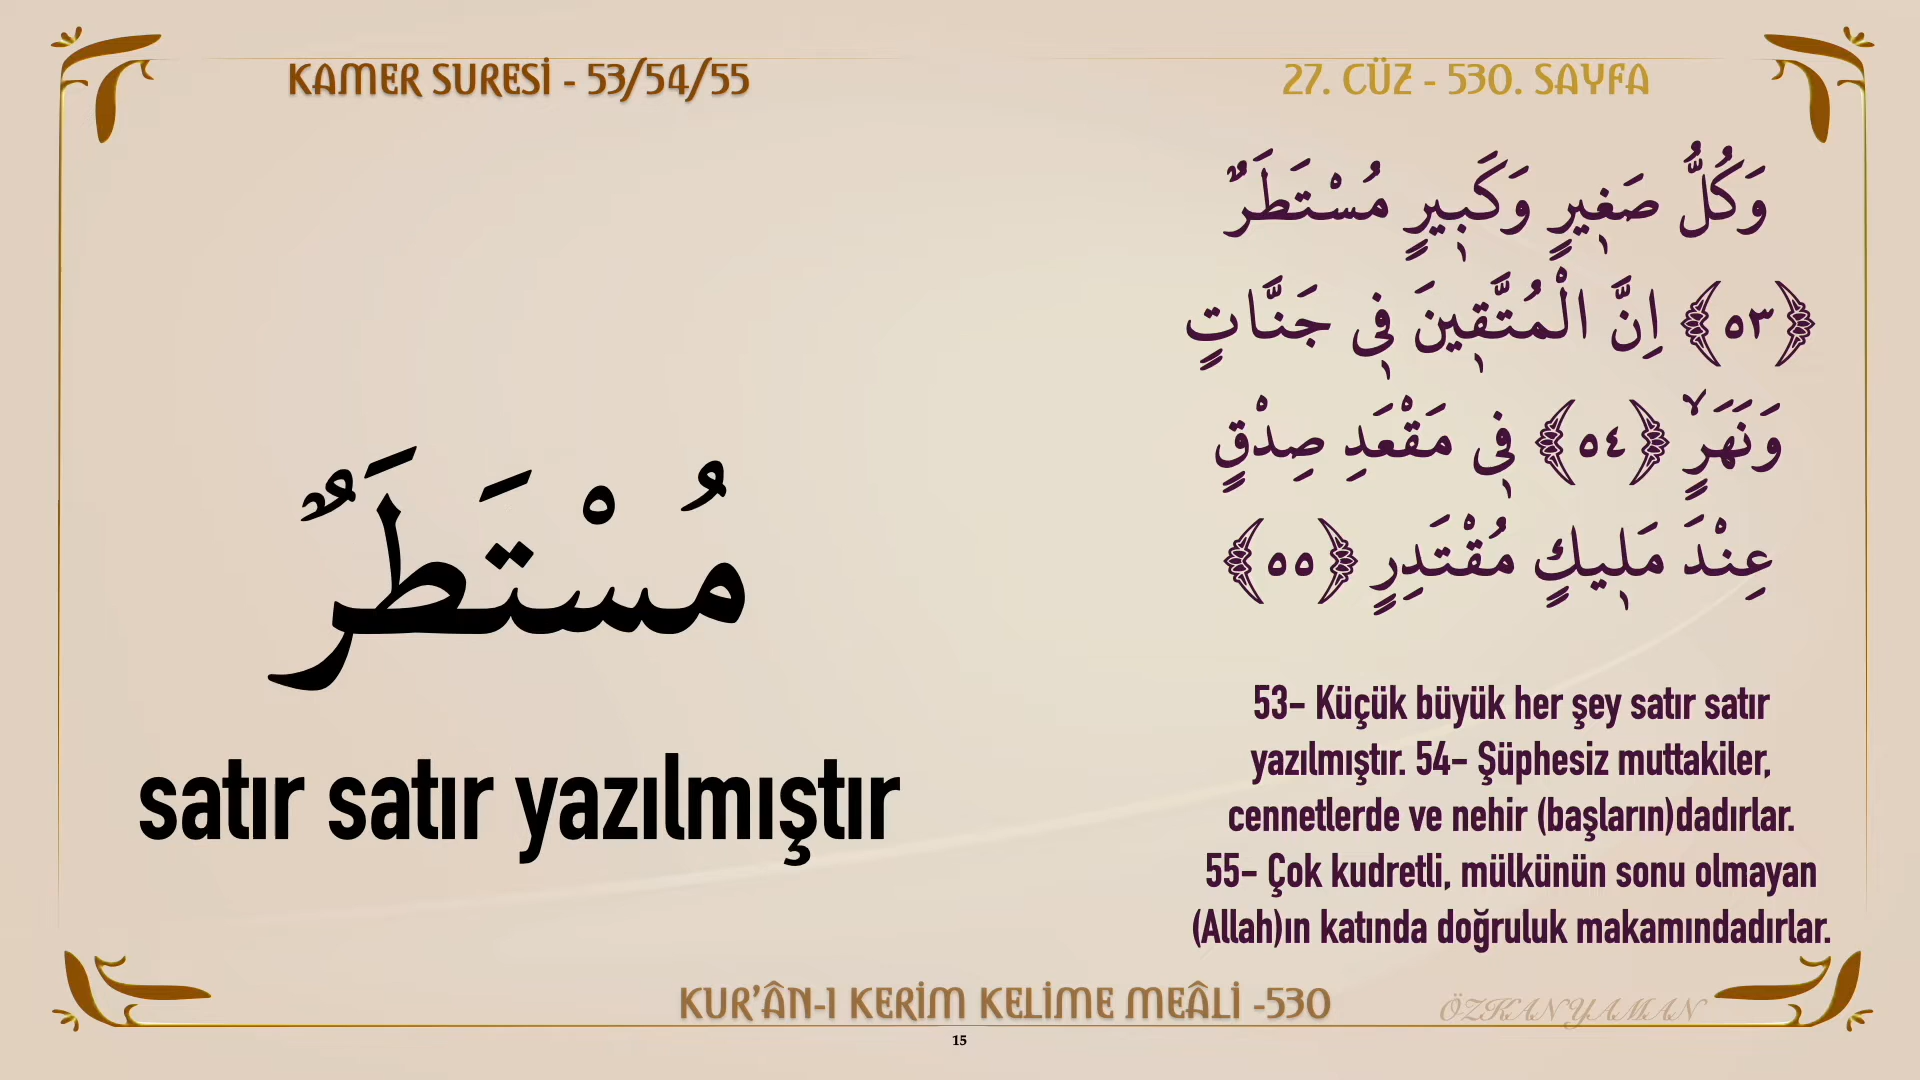 KAMER SURESİ - 53/54/55
27. CÜZ - 530. SAYFA
وَكُلُّ صَغ۪يرٍ وَكَب۪يرٍ مُسْتَطَرٌ
﴿٥٣﴾ اِنَّ الْمُتَّق۪ينَ ف۪ي جَنَّاتٍ
وَنَهَرٍۙ ﴿٥٤﴾ ف۪ي مَقْعَدِ صِدْقٍ
عِنْدَ مَل۪يكٍ مُقْتَدِرٍ ﴿٥٥﴾
مُسْتَطَرٌ
satır satır yazılmıştır
53– Küçük büyük her şey satır satır
yazılmıştır. 54– Şüphesiz muttakiler,
cennetlerde ve nehir (başların)dadırlar.
55– Çok kudretli, mülkünün sonu olmayan
(Allah)ın katında doğruluk makamındadırlar.
KUR’ÂN-I KERİM KELİME MEÂLİ -530
ÖZKAN YAMAN
15